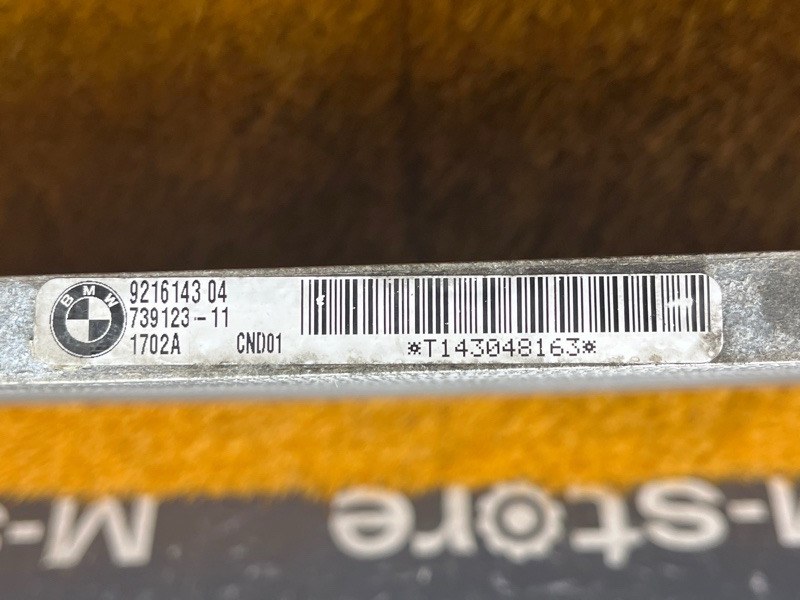 BMW
9216143 04
739123-11
1702A CND01
*T143048163*
M-store